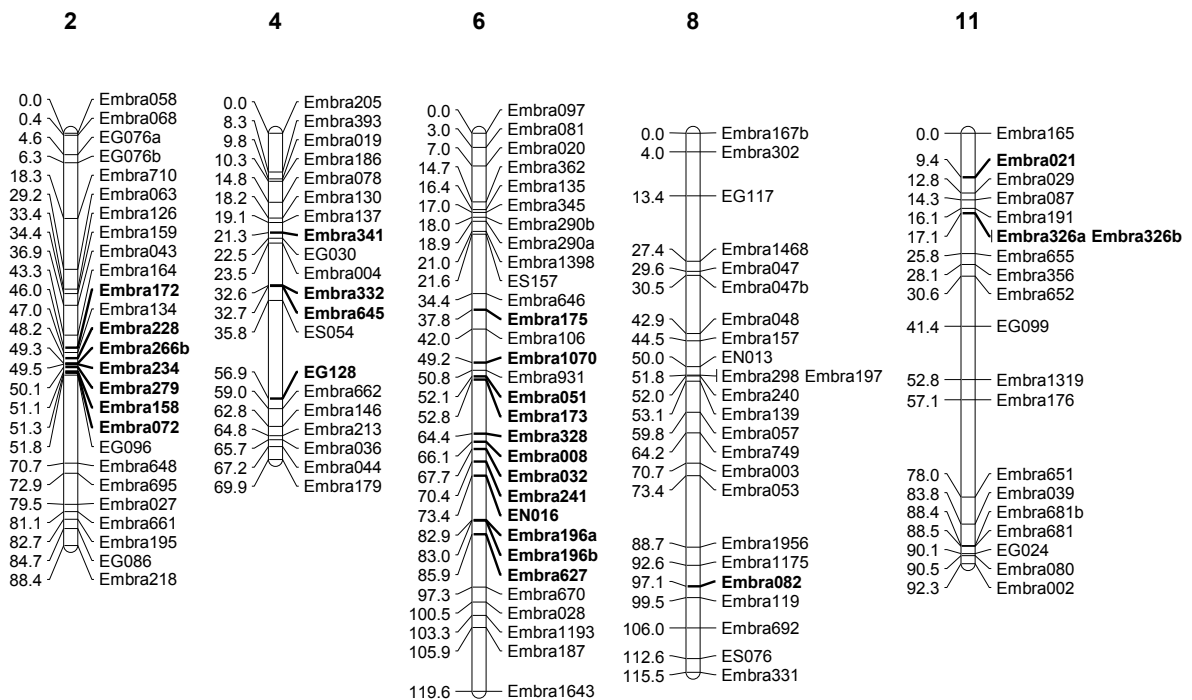 2
0.0 Embra058
0.4 Embra068
4.6 EG076a
6.3 EG076b
18.3 Embra710
29.2 Embra063
33.4 Embra126
34.4 Embra159
36.9 Embra043
43.3 Embra164
46.0 Embra172
47.0 Embra134
48.2 Embra228
49.3 Embra266b
49.5 Embra234
50.1 Embra279
51.1 Embra158
51.3 Embra072
51.8 EG096
70.7 Embra648
72.9 Embra695
79.5 Embra027
81.1 Embra661
82.7 Embra195
84.7 EG086
88.4 Embra218
4
0.0 Embra205
8.3 Embra393
9.8 Embra019
10.3 Embra186
14.8 Embra078
18.2 Embra130
19.1 Embra137
21.3 Embra341
22.5 EG030
23.5 Embra004
32.6 Embra332
32.7 Embra645
35.8 ES054
56.9 EG128
59.0 Embra662
62.8 Embra146
64.8 Embra213
65.7 Embra036
67.2 Embra044
69.9 Embra179
6
0.0 Embra097
3.0 Embra081
7.0 Embra020
14.7 Embra362
16.4 Embra135
17.0 Embra345
18.0 Embra290b
18.9 Embra290a
21.0 Embra1398
21.6 ES157
34.4 Embra646
37.8 Embra175
42.0 Embra106
49.2 Embra1070
50.8 Embra931
52.1 Embra051
52.8 Embra173
64.4 Embra328
66.1 Embra008
67.7 Embra032
70.4 Embra241
73.4 EN016
82.9 Embra196a
83.0 Embra196b
85.9 Embra627
97.3 Embra670
100.5 Embra028
103.3 Embra1193
105.9 Embra187
119.6 Embra1643
8
0.0 Embra167b
4.0 Embra302
13.4 EG117
27.4 Embra1468
29.6 Embra047
30.5 Embra047b
42.9 Embra048
44.5 Embra157
50.0 EN013
51.8 Embra298 Embra197
52.0 Embra240
53.1 Embra139
59.8 Embra057
64.2 Embra749
70.7 Embra003
73.4 Embra053
88.7 Embra1956
92.6 Embra1175
97.1 Embra082
99.5 Embra119
106.0 Embra692
112.6 ES076
115.5 Embra331
11
0.0 Embra165
9.4 Embra021
12.8 Embra029
14.3 Embra087
16.1 Embra191
17.1 Embra326a Embra326b
25.8 Embra655
28.1 Embra356
30.6 Embra652
41.4 EG099
52.8 Embra1319
57.1 Embra176
78.0 Embra651
83.8 Embra039
88.4 Embra681b
88.5 Embra681
90.1 EG024
90.5 Embra080
92.3 Embra002